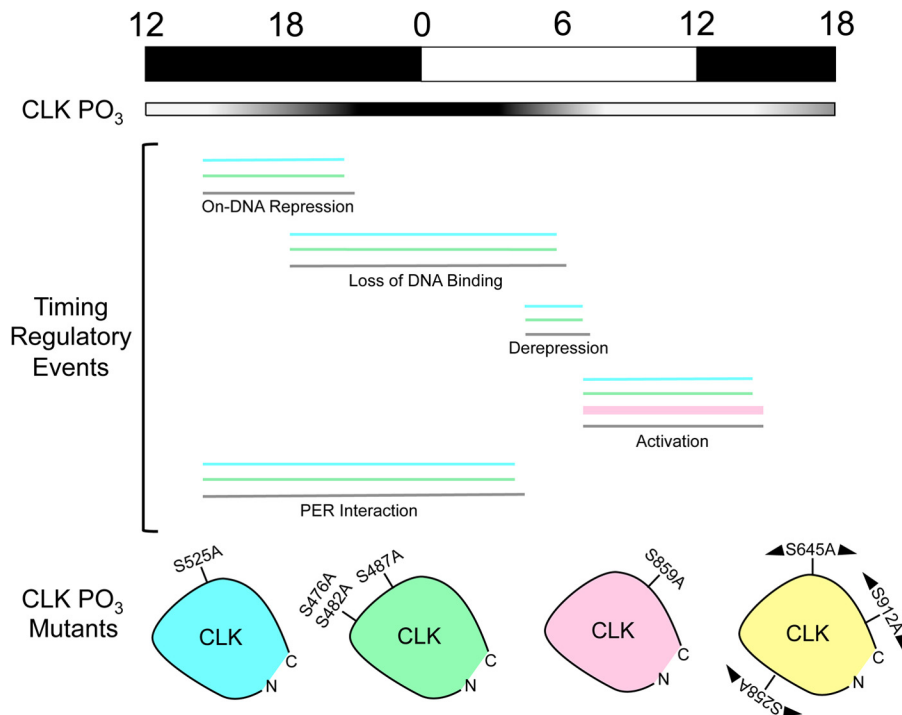 12 18 0 6 12 18
CLK PO3
On-DNA Repression
Loss of DNA Binding
Timing
Regulatory
Events
Derepression
Activation
PER Interaction
CLK PO3
Mutants
S525A
CLK
C
N
S476A
S482A
S487A
CLK
C
N
S859A
CLK
C
N
S645A
S912A
S258A
CLK
C
N